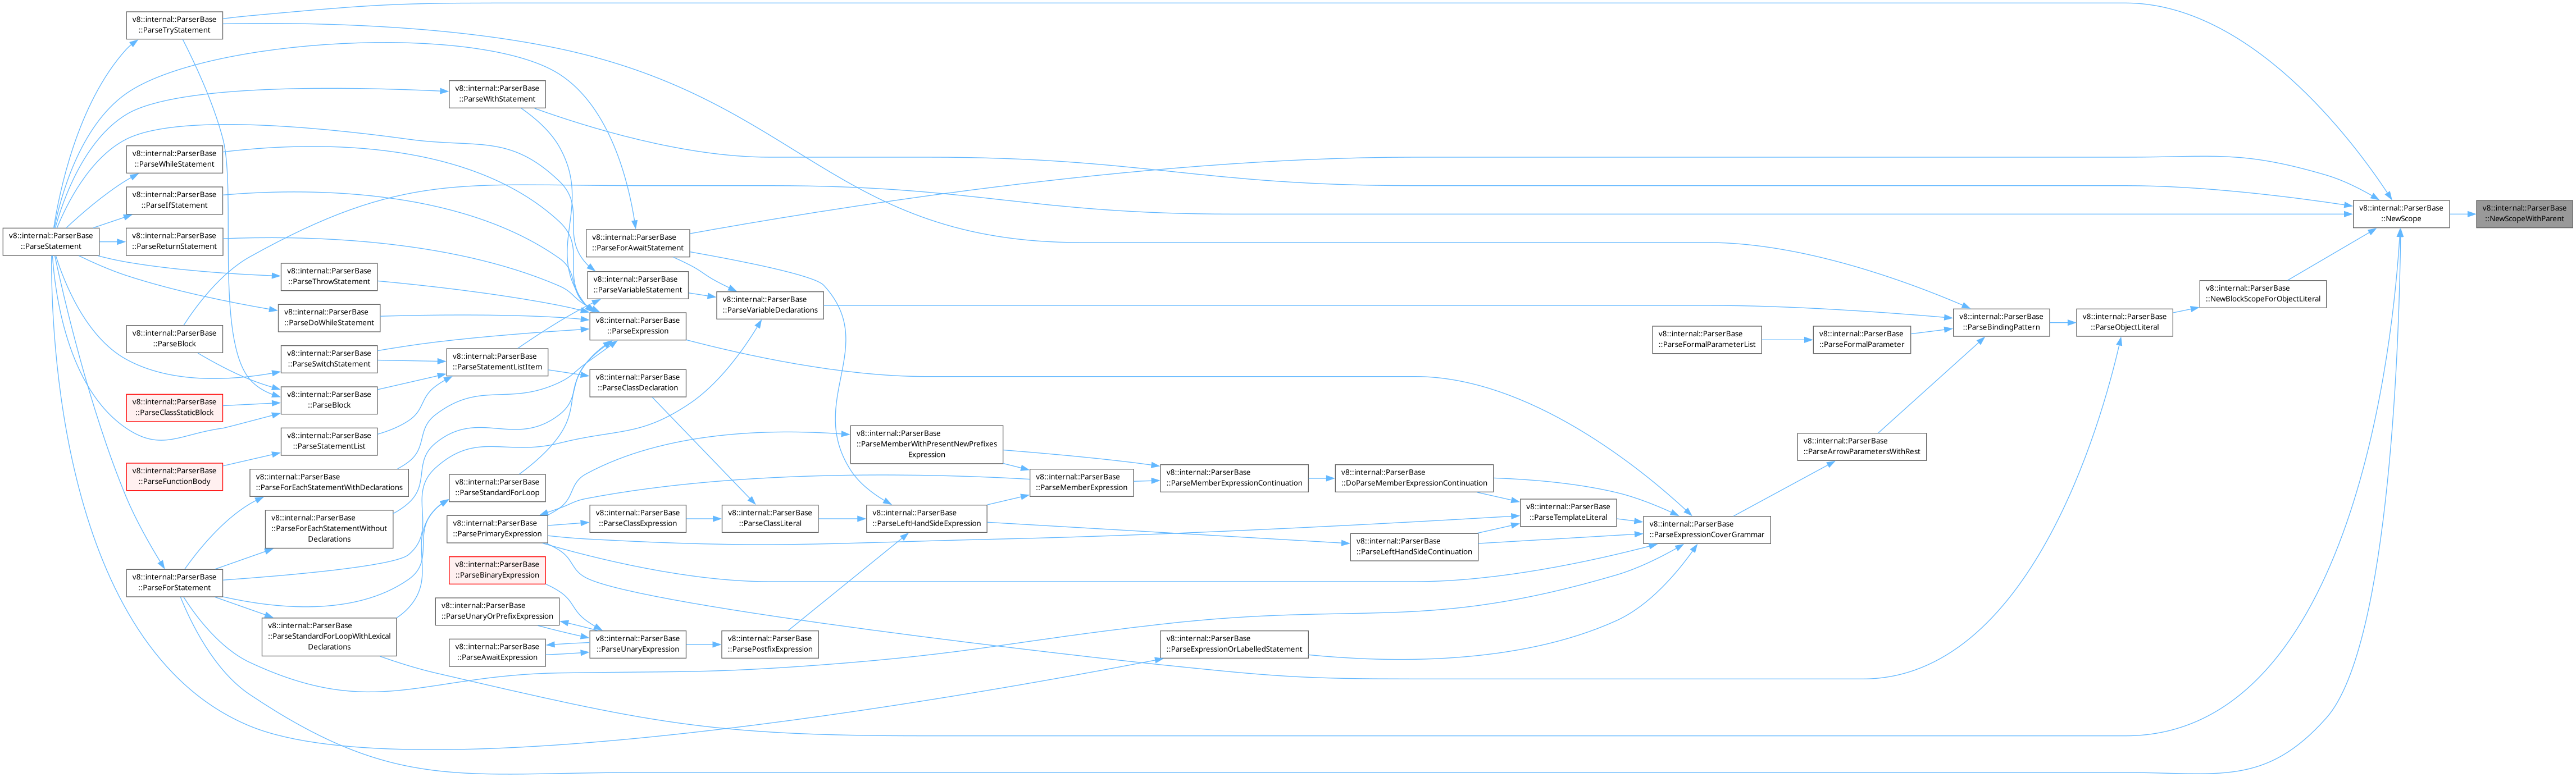 v8::internal::ParserBase
::ParseTryStatement
v8::internal::ParserBase
::ParseWithStatement
v8::internal::ParserBase
::ParseWhileStatement
v8::internal::ParserBase
::ParseIfStatement
v8::internal::ParserBase
::ParseStatement
v8::internal::ParserBase
::ParseReturnStatement
v8::internal::ParserBase
::ParseForAwaitStatement
v8::internal::ParserBase
::NewScope
v8::internal::ParserBase
::NewScopeWithParent
v8::internal::ParserBase
::ParseThrowStatement
v8::internal::ParserBase
::ParseVariableStatement
v8::internal::ParserBase
::ParseVariableDeclarations
v8::internal::ParserBase
::NewBlockScopeForObjectLiteral
v8::internal::ParserBase
::ParseDoWhileStatement
v8::internal::ParserBase
::ParseExpression
v8::internal::ParserBase
::ParseBindingPattern
v8::internal::ParserBase
::ParseObjectLiteral
v8::internal::ParserBase
::ParseBlock
v8::internal::ParserBase
::ParseFormalParameterList
v8::internal::ParserBase
::ParseFormalParameter
v8::internal::ParserBase
::ParseSwitchStatement
v8::internal::ParserBase
::ParseStatementListItem
v8::internal::ParserBase
::ParseClassDeclaration
v8::internal::ParserBase
::ParseClassStaticBlock
v8::internal::ParserBase
::ParseBlock
v8::internal::ParserBase
::ParseStatementList
v8::internal::ParserBase
::ParseMemberWithPresentNewPrefixes
Expression
v8::internal::ParserBase
::ParseArrowParametersWithRest
v8::internal::ParserBase
::ParseFunctionBody
v8::internal::ParserBase
::ParseForEachStatementWithDeclarations
v8::internal::ParserBase
::ParseStandardForLoop
v8::internal::ParserBase
::ParseMemberExpression
v8::internal::ParserBase
::ParseMemberExpressionContinuation
v8::internal::ParserBase
::DoParseMemberExpressionContinuation
v8::internal::ParserBase
::ParseForEachStatementWithout
Declarations
v8::internal::ParserBase
::ParsePrimaryExpression
v8::internal::ParserBase
::ParseClassExpression
v8::internal::ParserBase
::ParseClassLiteral
v8::internal::ParserBase
::ParseLeftHandSideExpression
v8::internal::ParserBase
::ParseTemplateLiteral
v8::internal::ParserBase
::ParseExpressionCoverGrammar
v8::internal::ParserBase
::ParseLeftHandSideContinuation
v8::internal::ParserBase
::ParseForStatement
v8::internal::ParserBase
::ParseBinaryExpression
v8::internal::ParserBase
::ParseUnaryOrPrefixExpression
v8::internal::ParserBase
::ParseStandardForLoopWithLexical
Declarations
v8::internal::ParserBase
::ParseAwaitExpression
v8::internal::ParserBase
::ParseUnaryExpression
v8::internal::ParserBase
::ParsePostfixExpression
v8::internal::ParserBase
::ParseExpressionOrLabelledStatement